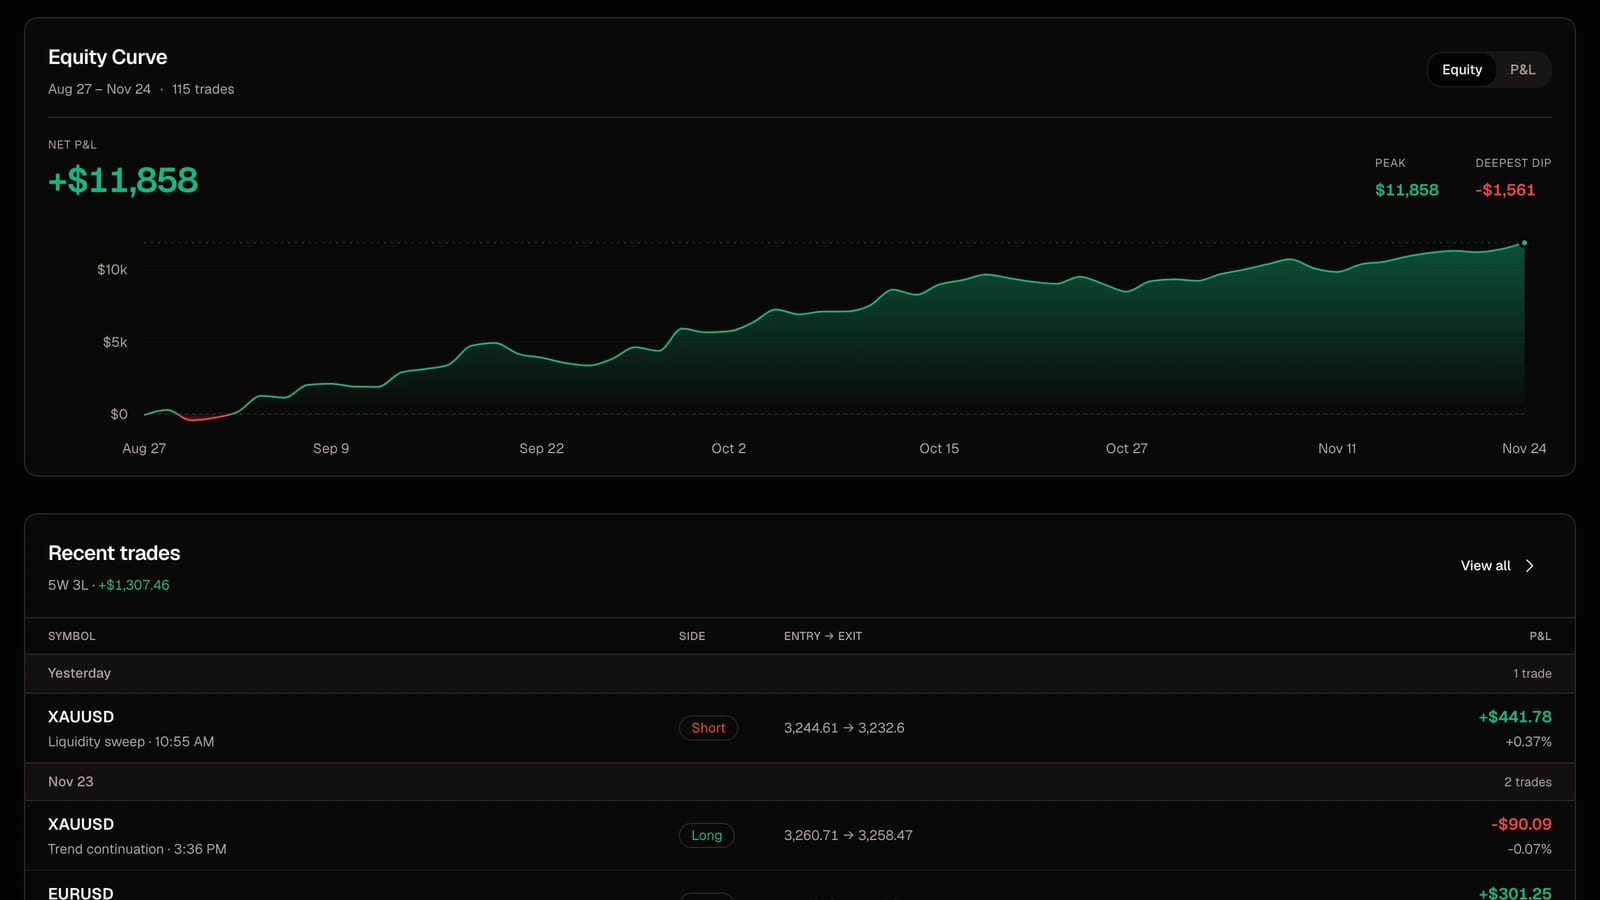 Equity Curve
Aug 27 – Nov 24 · 115 trades
Equity
P&L
NET P&L
+$11,858
PEAK
$11,858
DEEPEST DIP
-$1,561
$10k
$5k
$0
Aug 27
Sep 9
Sep 22
Oct 2
Oct 15
Oct 27
Nov 11
Nov 24
Recent trades
5W 3L · +$1,307.46
View all
SYMBOL
SIDE
ENTRY → EXIT
P&L
Yesterday
1 trade
XAUUSD
Liquidity sweep · 10:55 AM
Short
3,244.61 → 3,232.6
+$441.78
+0.37%
Nov 23
2 trades
XAUUSD
Trend continuation · 3:36 PM
Long
3,260.71 → 3,258.47
-$90.09
-0.07%
EURUSD
+$301.25